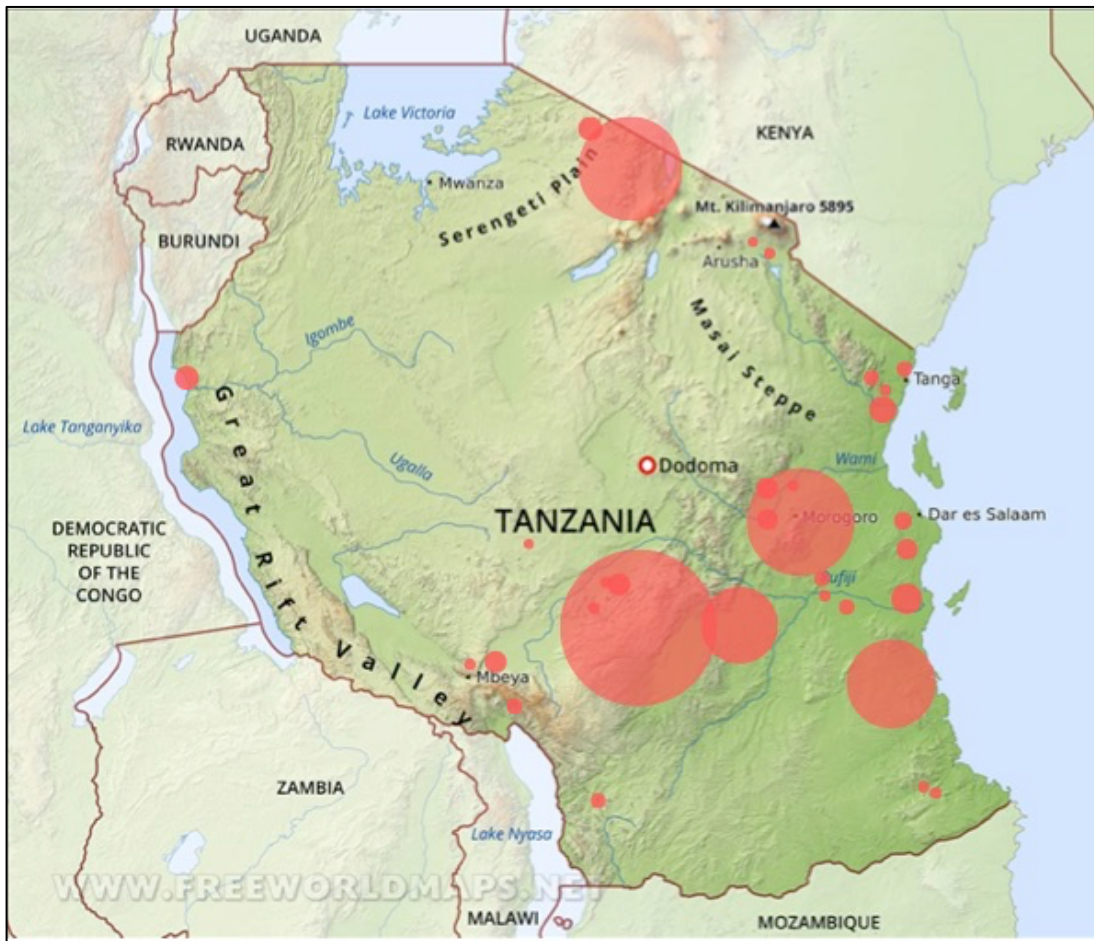 UGANDA
Lake Victoria
KENYA
RWANDA
Mwanza
Serengeti Plain
Mt. Kilimanjaro 5895
BURUNDI
Arusha
Masai Steppe
Igombe
Tanga
Great Rift Valley
Lake Tanganyika
Ugalla
Dodoma
Wami
TANZANIA
Morogoro
Dar es Salaam
DEMOCRATIC
REPUBLIC
OF THE
CONGO
Mbeya
ZAMBIA
Lake Nyasa
WWW.FREEWORLDMAPS.NET
MALAWI
MOZAMBIQUE